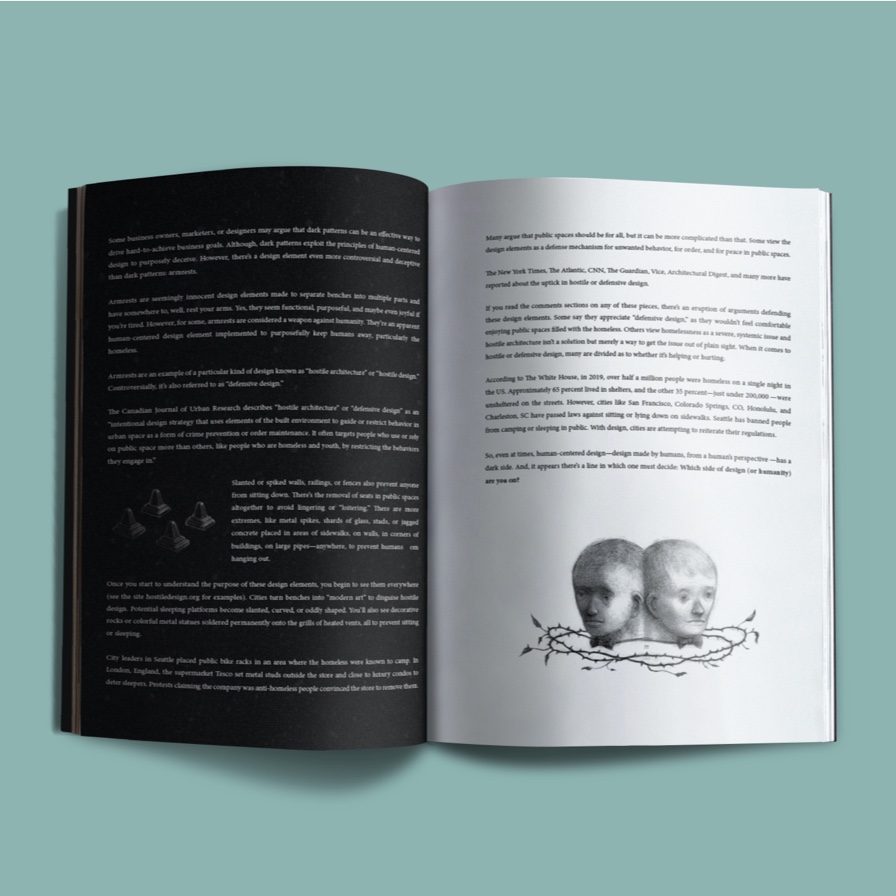 Some business owners, marketers, or designers may argue that dark patterns can be an effective way to
drive hard-to-achieve business goals. Although, dark patterns exploit the principles of human-centered
design to purposely deceive. However, there's a design element even more controversial and deceptive
than dark patterns: armrests.
Armrests are seemingly innocent design elements made to separate benches into multiple parts and
have somewhere to, well, rest your arms. Yes, they seem functional, purposeful, and maybe even joyful if
you're tired. However, for some, armrests are considered a weapon against humanity. They're an apparent
human-centered design element implemented to purposefully keep humans away, particularly the
homeless.
Armrests are an example of a particular kind of design known as "hostile architecture" or "hostile design."
Controversially, it's also referred to as "defensive design."
The Canadian Journal of Urban Research describes "hostile architecture" or "defensive design" as an
"intentional design strategy that uses elements of the built environment to guide or restrict behavior in
urban space as a form of crime prevention or order maintenance. It often targets people who use or rely
on public space more than others, like people who are homeless and youth, by restricting the behaviors
they engage in."
Slanted or spiked walls, railings, or fences also prevent anyone
from sitting down. There's the removal of seats in public spaces
altogether to avoid lingering or "loitering." There are more
extremes, like metal spikes, shards of glass, studs, or jagged
concrete placed in areas of sidewalks, on walls, in corners of
buildings, on large pipes—anywhere, to prevent humans on
hanging out.
Once you start to understand the purpose of these design elements, you begin to see them everywhere
(see the site hostiledesign.org for examples). Cities turn benches into "modern art" to disguise hostile
design. Potential sleeping platforms become slanted, curved, or oddly shaped. You'll also see decorative
rocks or colorful metal statues soldered permanently onto the grills of heated vents, all to prevent sitting
or sleeping.
City leaders in Seattle placed public bike racks in an area where the homeless were known to camp. In
London, England, the supermarket Tesco set metal studs outside the store and close to luxury condos to
deter sleepers. Protests claiming the company was anti-homeless people convinced the store to remove them.
Many argue that public spaces should be for all, but it can be more complicated than that. Some view the
design elements as a defense mechanism for unwanted behavior, for order, and for peace in public spaces.
The New York Times, The Atlantic, CNN, The Guardian, Vice, Architectural Digest, and many more have
reported about the uptick in hostile or defensive design.
If you read the comments sections on any of these pieces, there's an eruption of arguments defending
these design elements. Some say they appreciate "defensive design," as they wouldn't feel comfortable
enjoying public spaces filled with the homeless. Others view homelessness as a severe, systemic issue and
hostile architecture isn't a solution but merely a way to get the issue out of plain sight. When it comes to
hostile or defensive design, many are divided as to whether it's helping or hurting.
According to The White House, in 2019, over half a million people were homeless on a single night in
the US. Approximately 65 percent lived in shelters, and the other 35 percent—just under 200,000 —were
unsheltered on the streets. However, cities like San Francisco, Colorado Springs, CO, Honolulu, and
Charleston, SC have passed laws against sitting or lying down on sidewalks. Seattle has banned people
from camping or sleeping in public. With design, cities are attempting to reiterate their regulations.
So, even at times, human-centered design—design made by humans, from a human's perspective —has a
dark side. And, it appears there's a line in which one must decide: Which side of design (or humanity)
are you on?